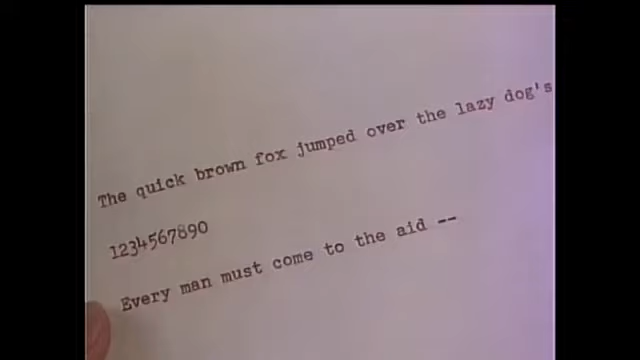 The quick brown fox jumped over the lazy dog's
1234567890
Every man must come to the aid --